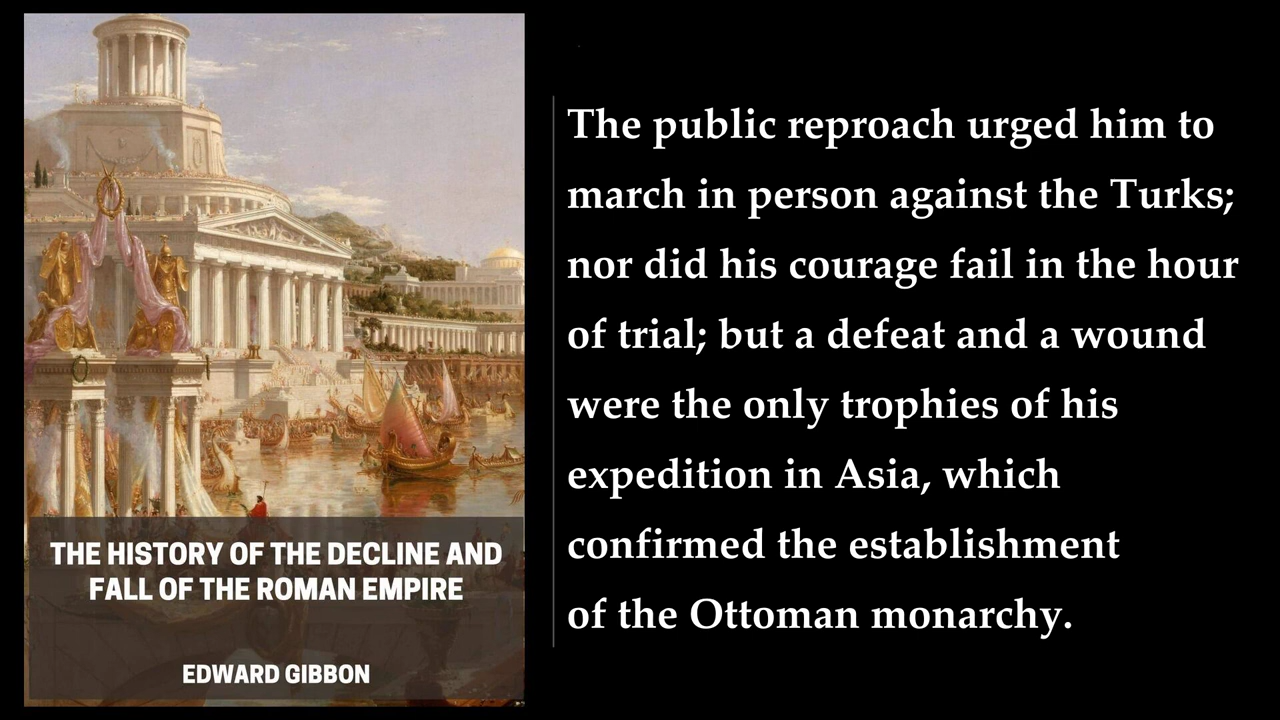 THE HISTORY OF THE DECLINE AND
FALL OF THE ROMAN EMPIRE
EDWARD GIBBON
The public reproach urged him to
march in person against the Turks;
nor did his courage fail in the hour
of trial; but a defeat and a wound
were the only trophies of his
expedition in Asia, which
confirmed the establishment
of the Ottoman monarchy.